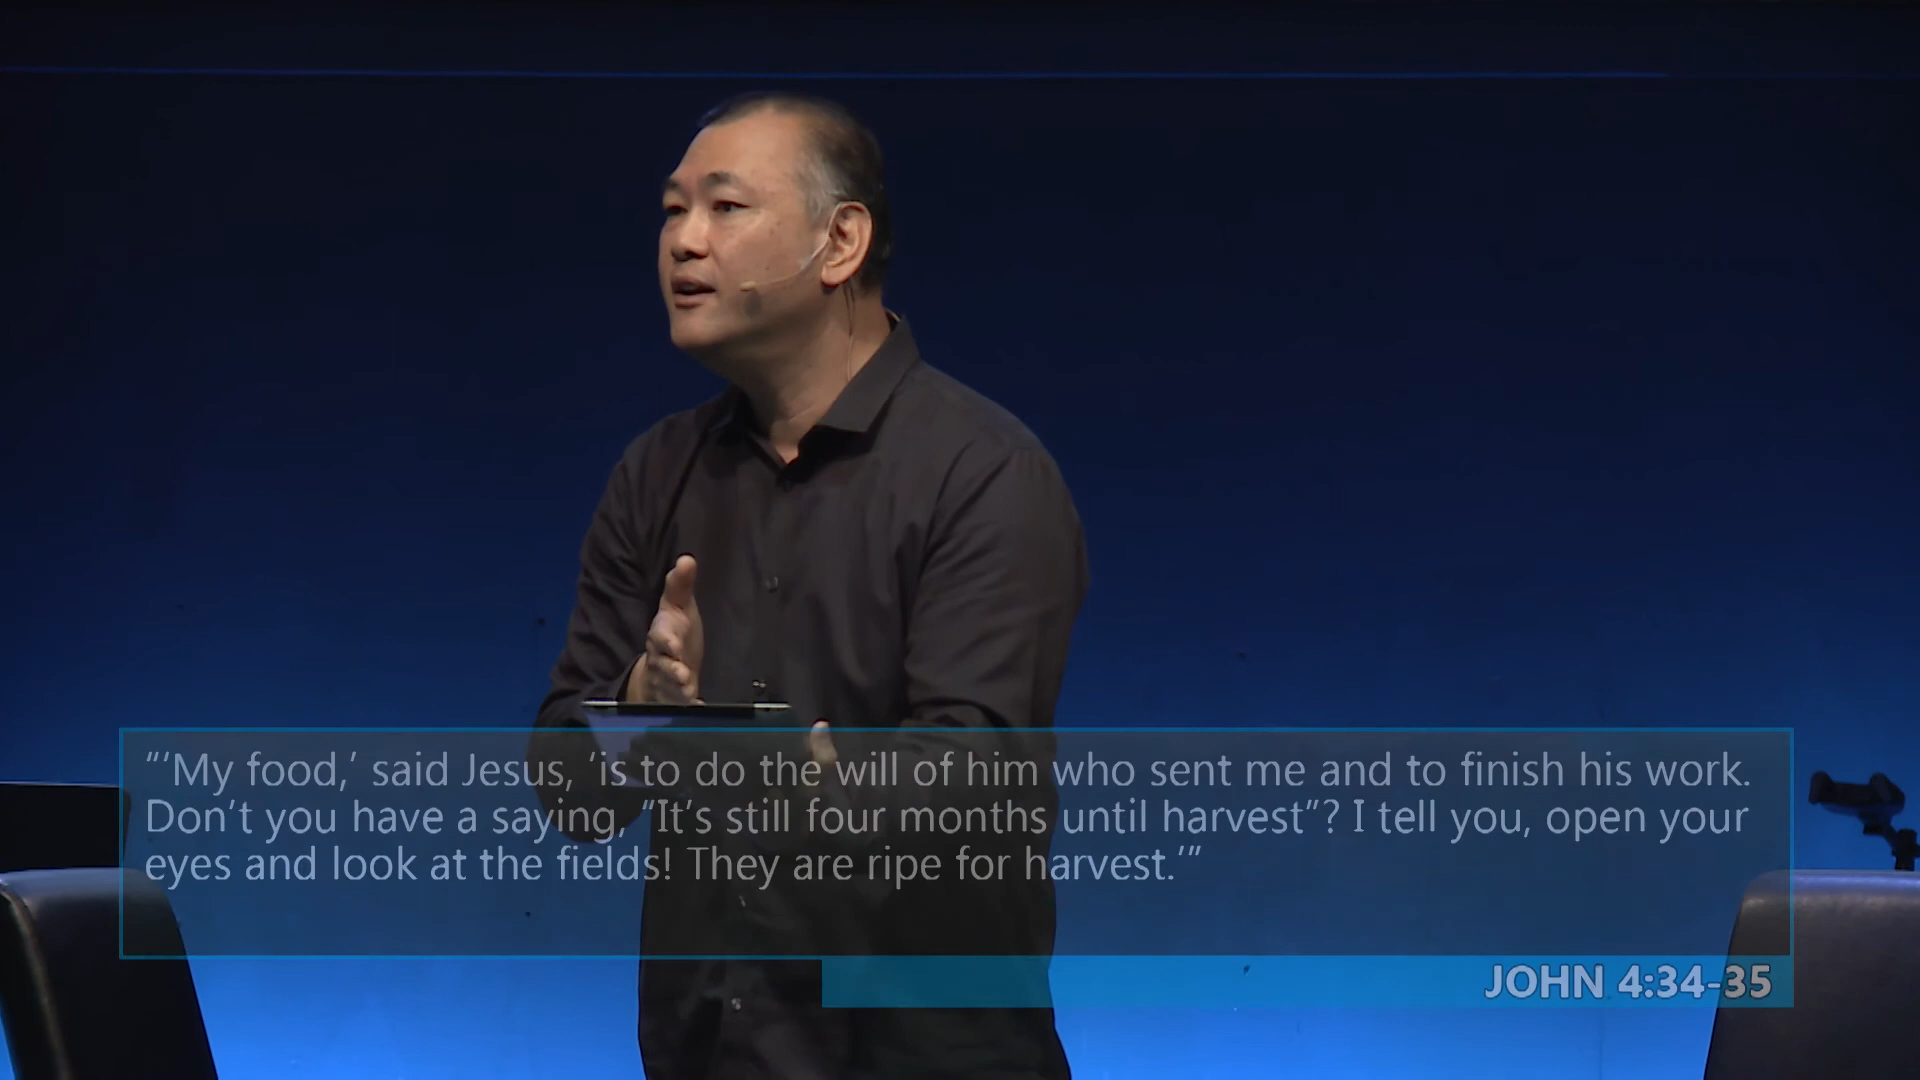 “‘My food,’ said Jesus, ‘is to do the will of him who sent me and to finish his work.
Don’t you have a saying, “It’s still four months until harvest”? I tell you, open your
eyes and look at the fields! They are ripe for harvest.’”
JOHN 4:34-35